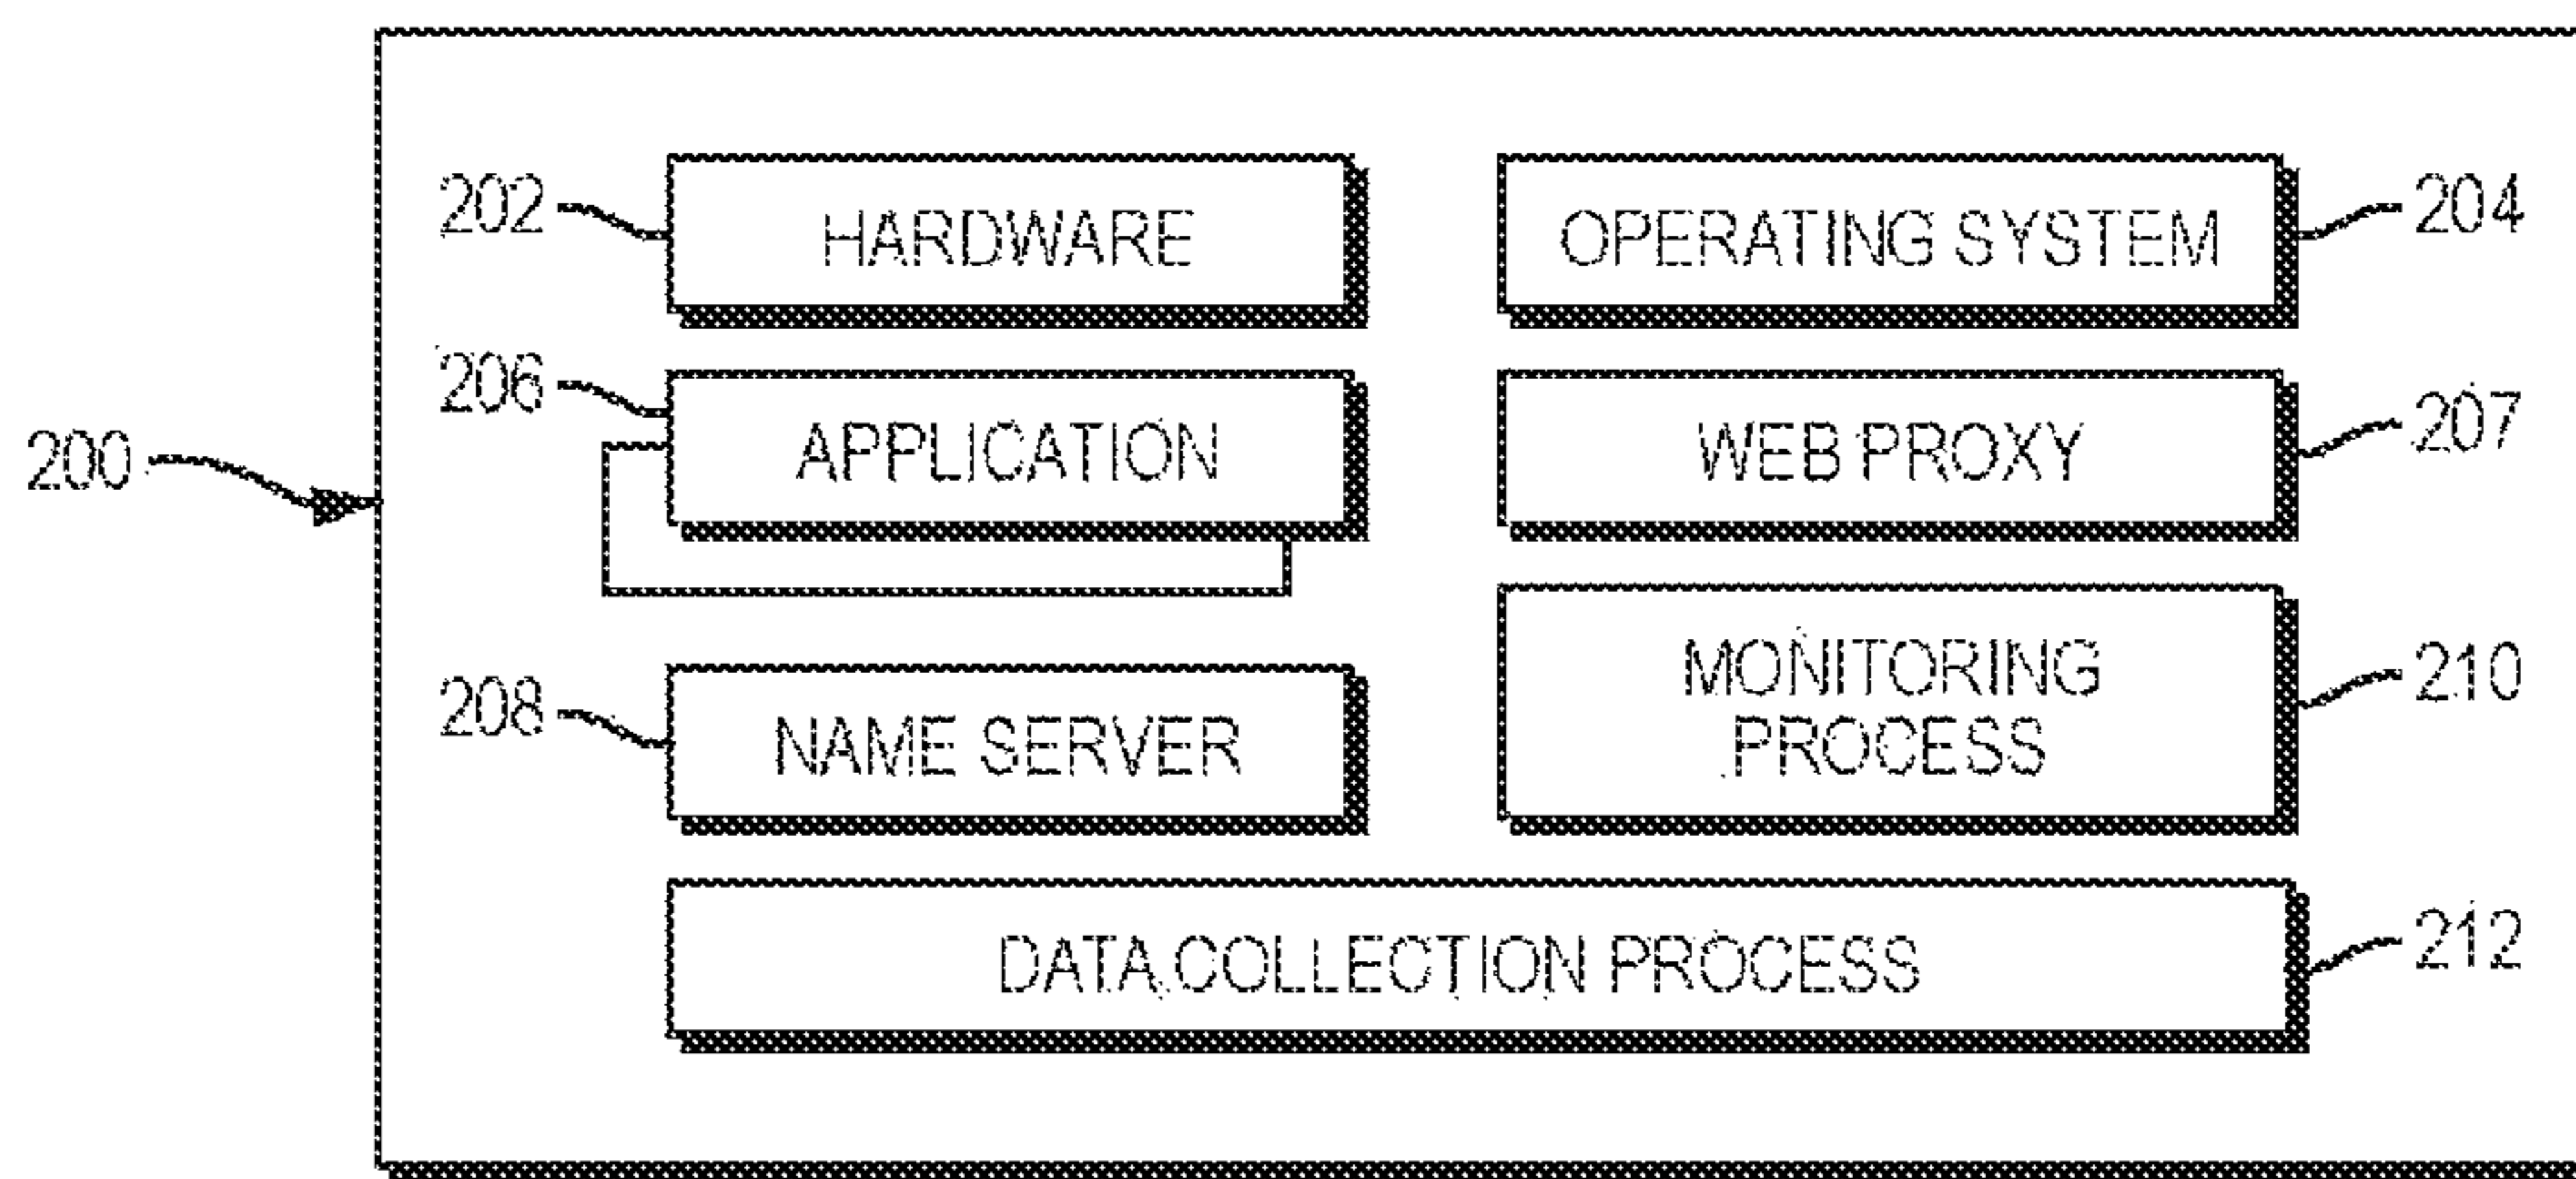 202 HARDWARE OPERATING SYSTEM 204
206 APPLICATION WEB PROXY 207
200
208 NAME SERVER MONITORING
PROCESS 210
DATA COLLECTION PROCESS 212